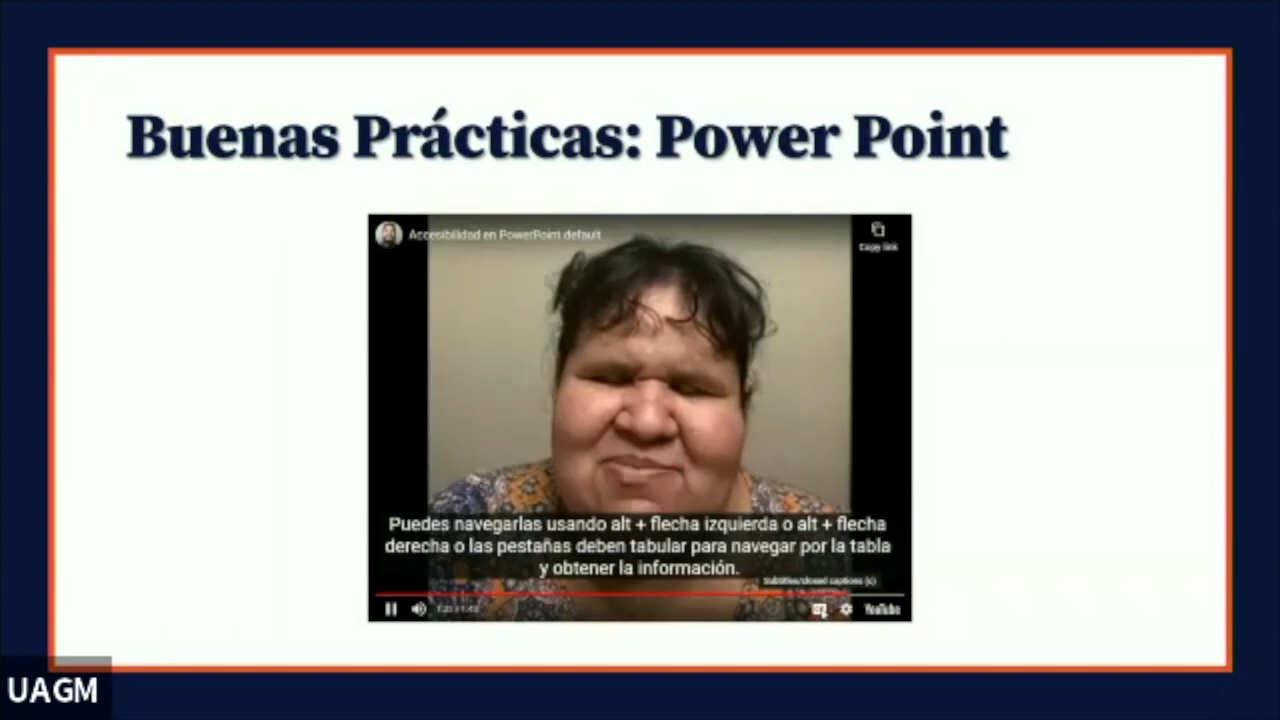 Buenas Prácticas: Power Point
Accesibilidad en PowerPoint default
Copy link
Puedes navegarlas usando alt + flecha izquierda o alt + flecha
derecha o las pestañas deben tabular para navegar por la tabla
y obtener la información.
Subtitles/closed captions (c)
YouTube
UAGM